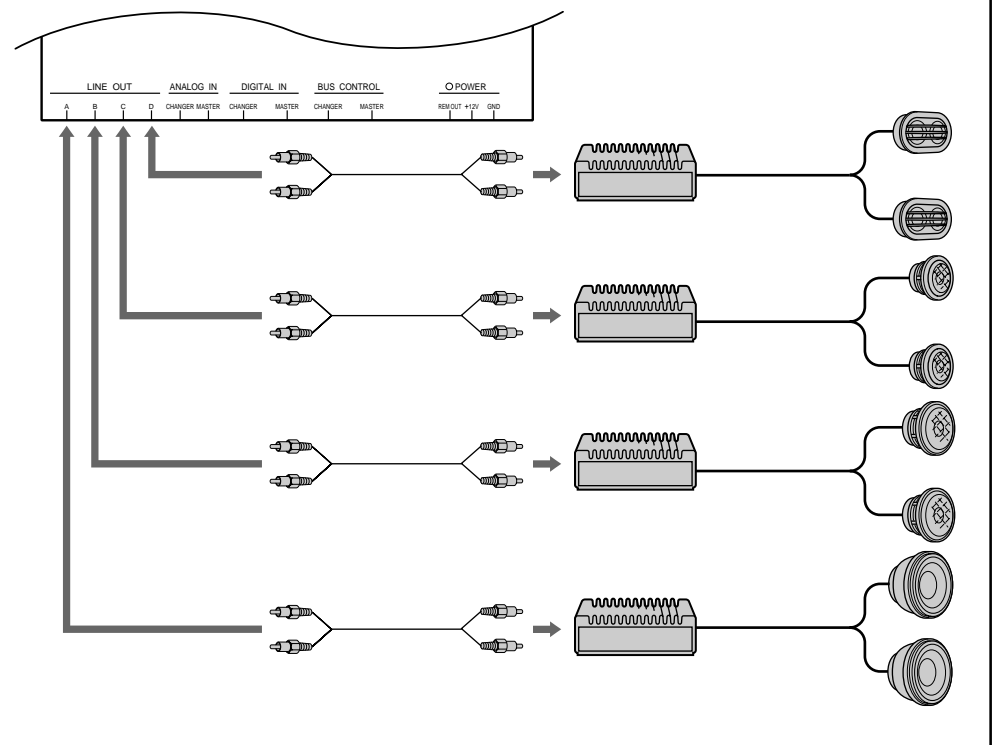 LINE OUT ANALOG IN DIGITAL IN BUS CONTROL POWER
A B C D CHANGER MASTER CHANGER MASTER CHANGER MASTER REM OUT +12V GND